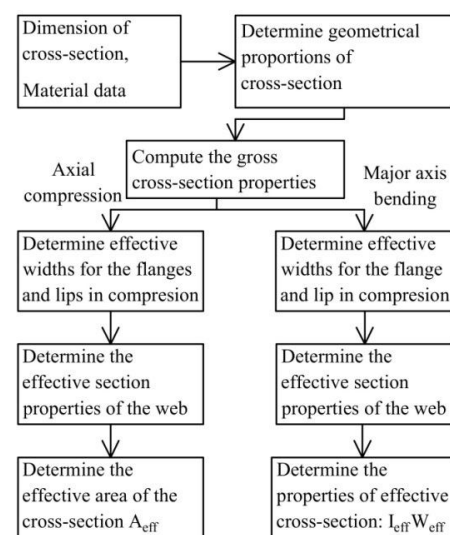 Dimension of
cross-section,
Material data
Determine geometrical
proportions of
cross-section
Compute the gross
cross-section properties
Axial
compression
Major axis
bending
Determine effective
widths for the flanges
and lips in compresion
Determine effective
widths for the flange
and lip in compresion
Determine the
effective section
properties of the web
Determine the
effective section
properties of the web
Determine the
effective area of the
cross-section Aeff
Determine the
properties of effective
cross-section: IeffWeff